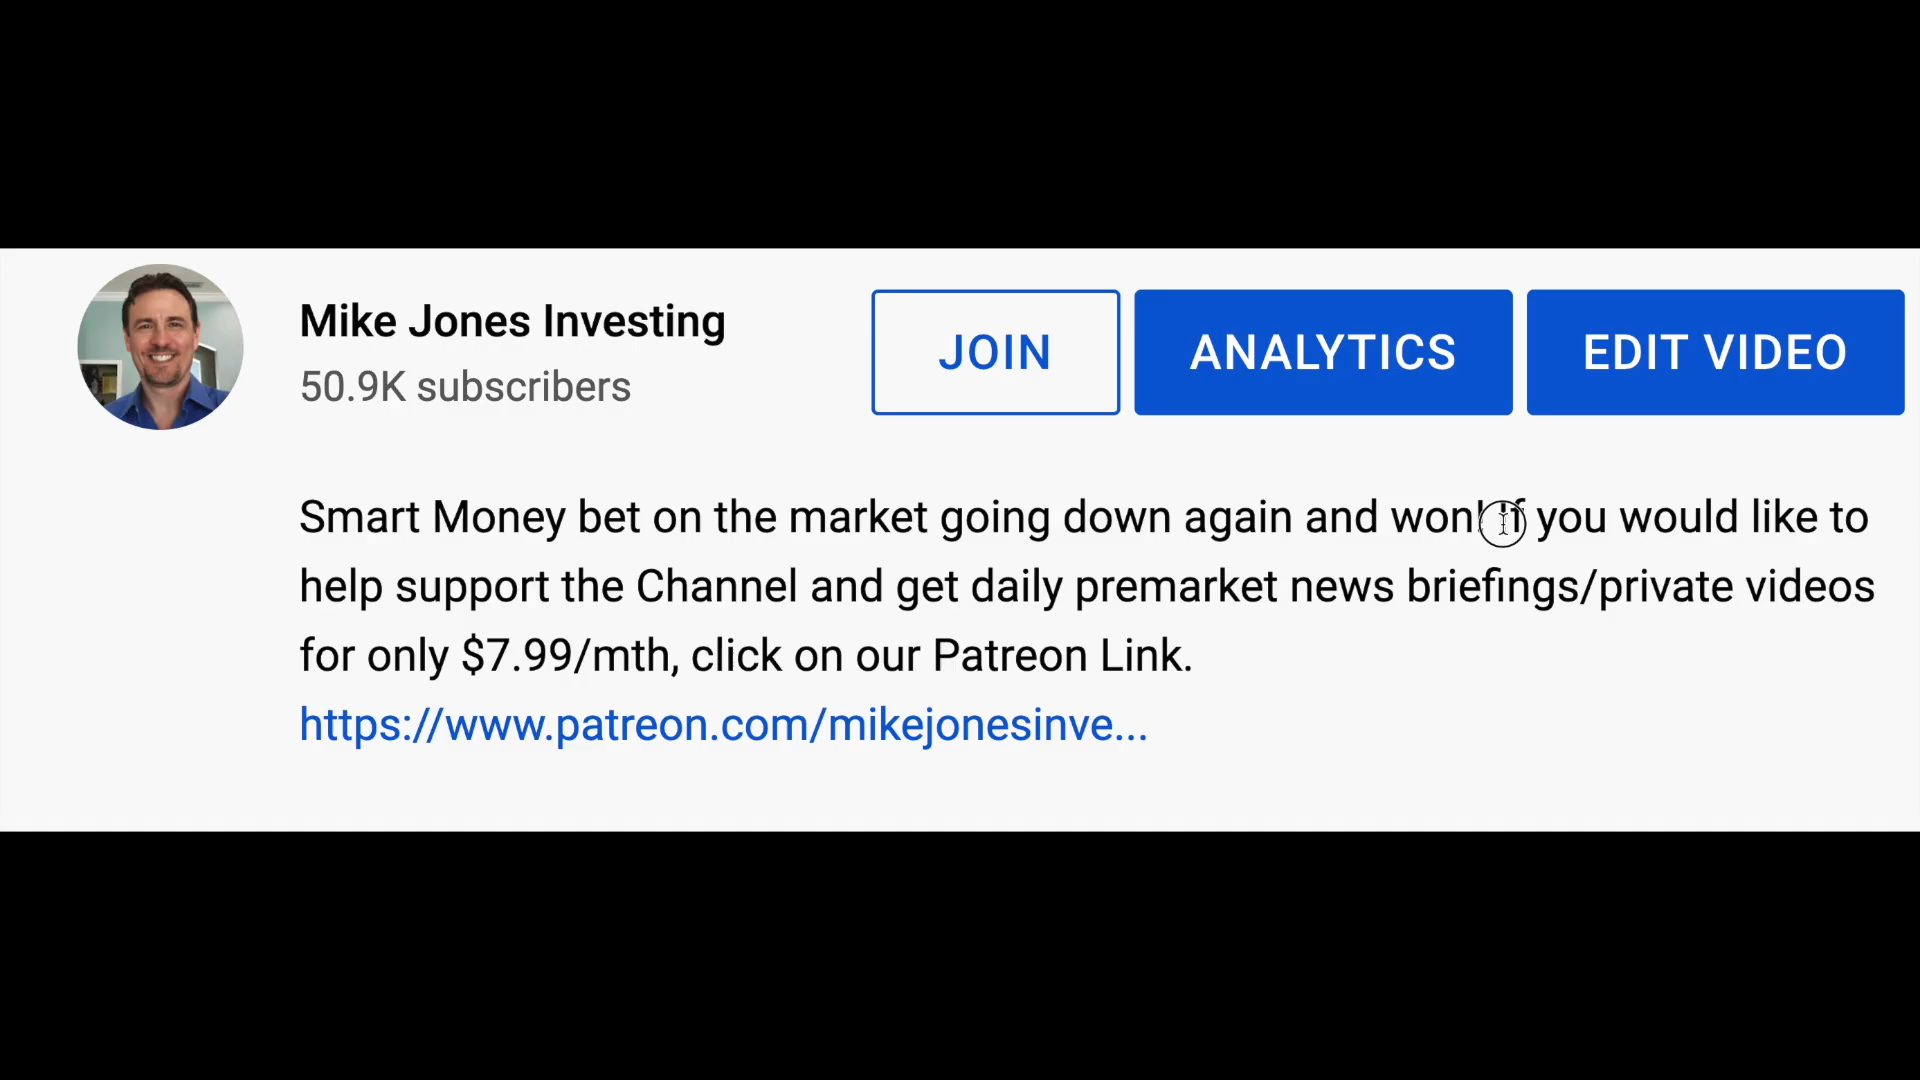 Mike Jones Investing
50.9K subscribers
JOIN
ANALYTICS
EDIT VIDEO
Smart Money bet on the market going down again and won! If you would like to
help support the Channel and get daily premarket news briefings/private videos
for only $7.99/mth, click on our Patreon Link.
https://www.patreon.com/mikejonesinve...